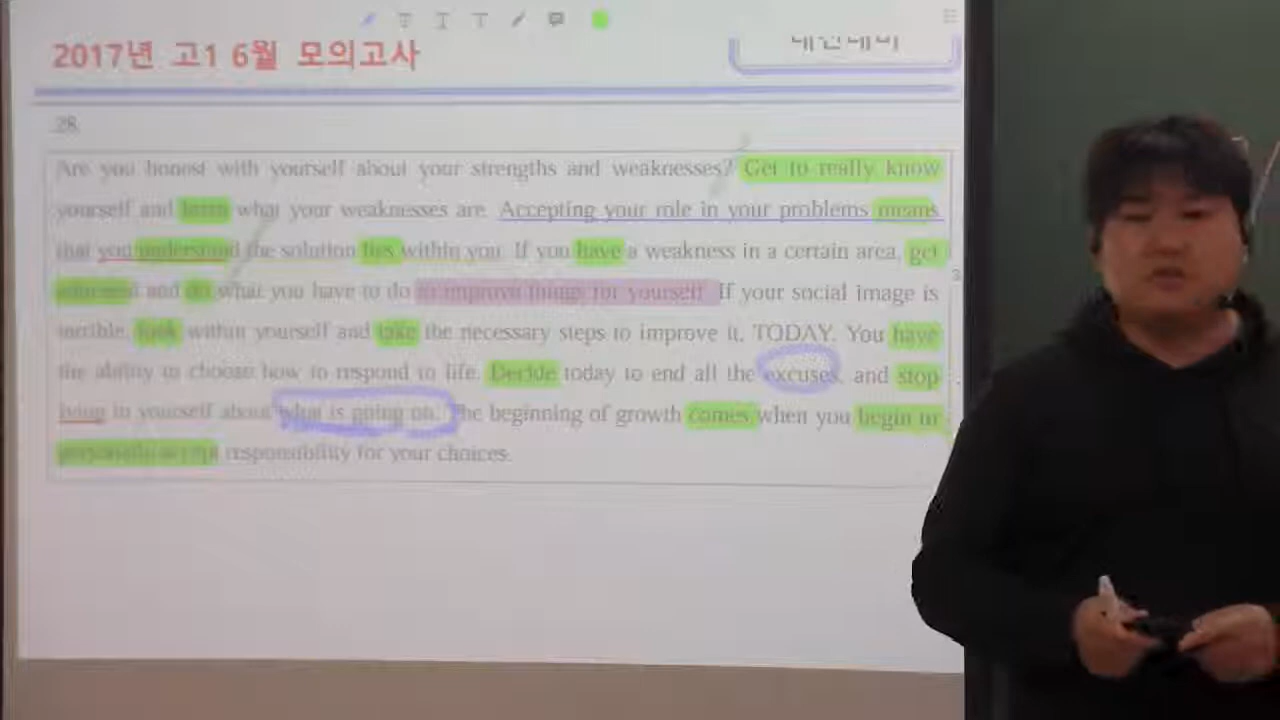 2017년 고1 6월 모의고사
28.
Are you honest with yourself about your strengths and weaknesses? Get to really know
yourself and learn what your weaknesses are. Accepting your role in your problems means
that you understand the solution lies within you. If you have a weakness in a certain area, get
and do what you have to do to improve things for yourself. If your social image is
terrible, look within yourself and take the necessary steps to improve it, TODAY. You have
the ability to choose how to respond to life. Decide today to end all the excuses, and stop
lying to yourself about what is going on. The beginning of growth comes when you begin to
personally accept responsibility for your choices.
3